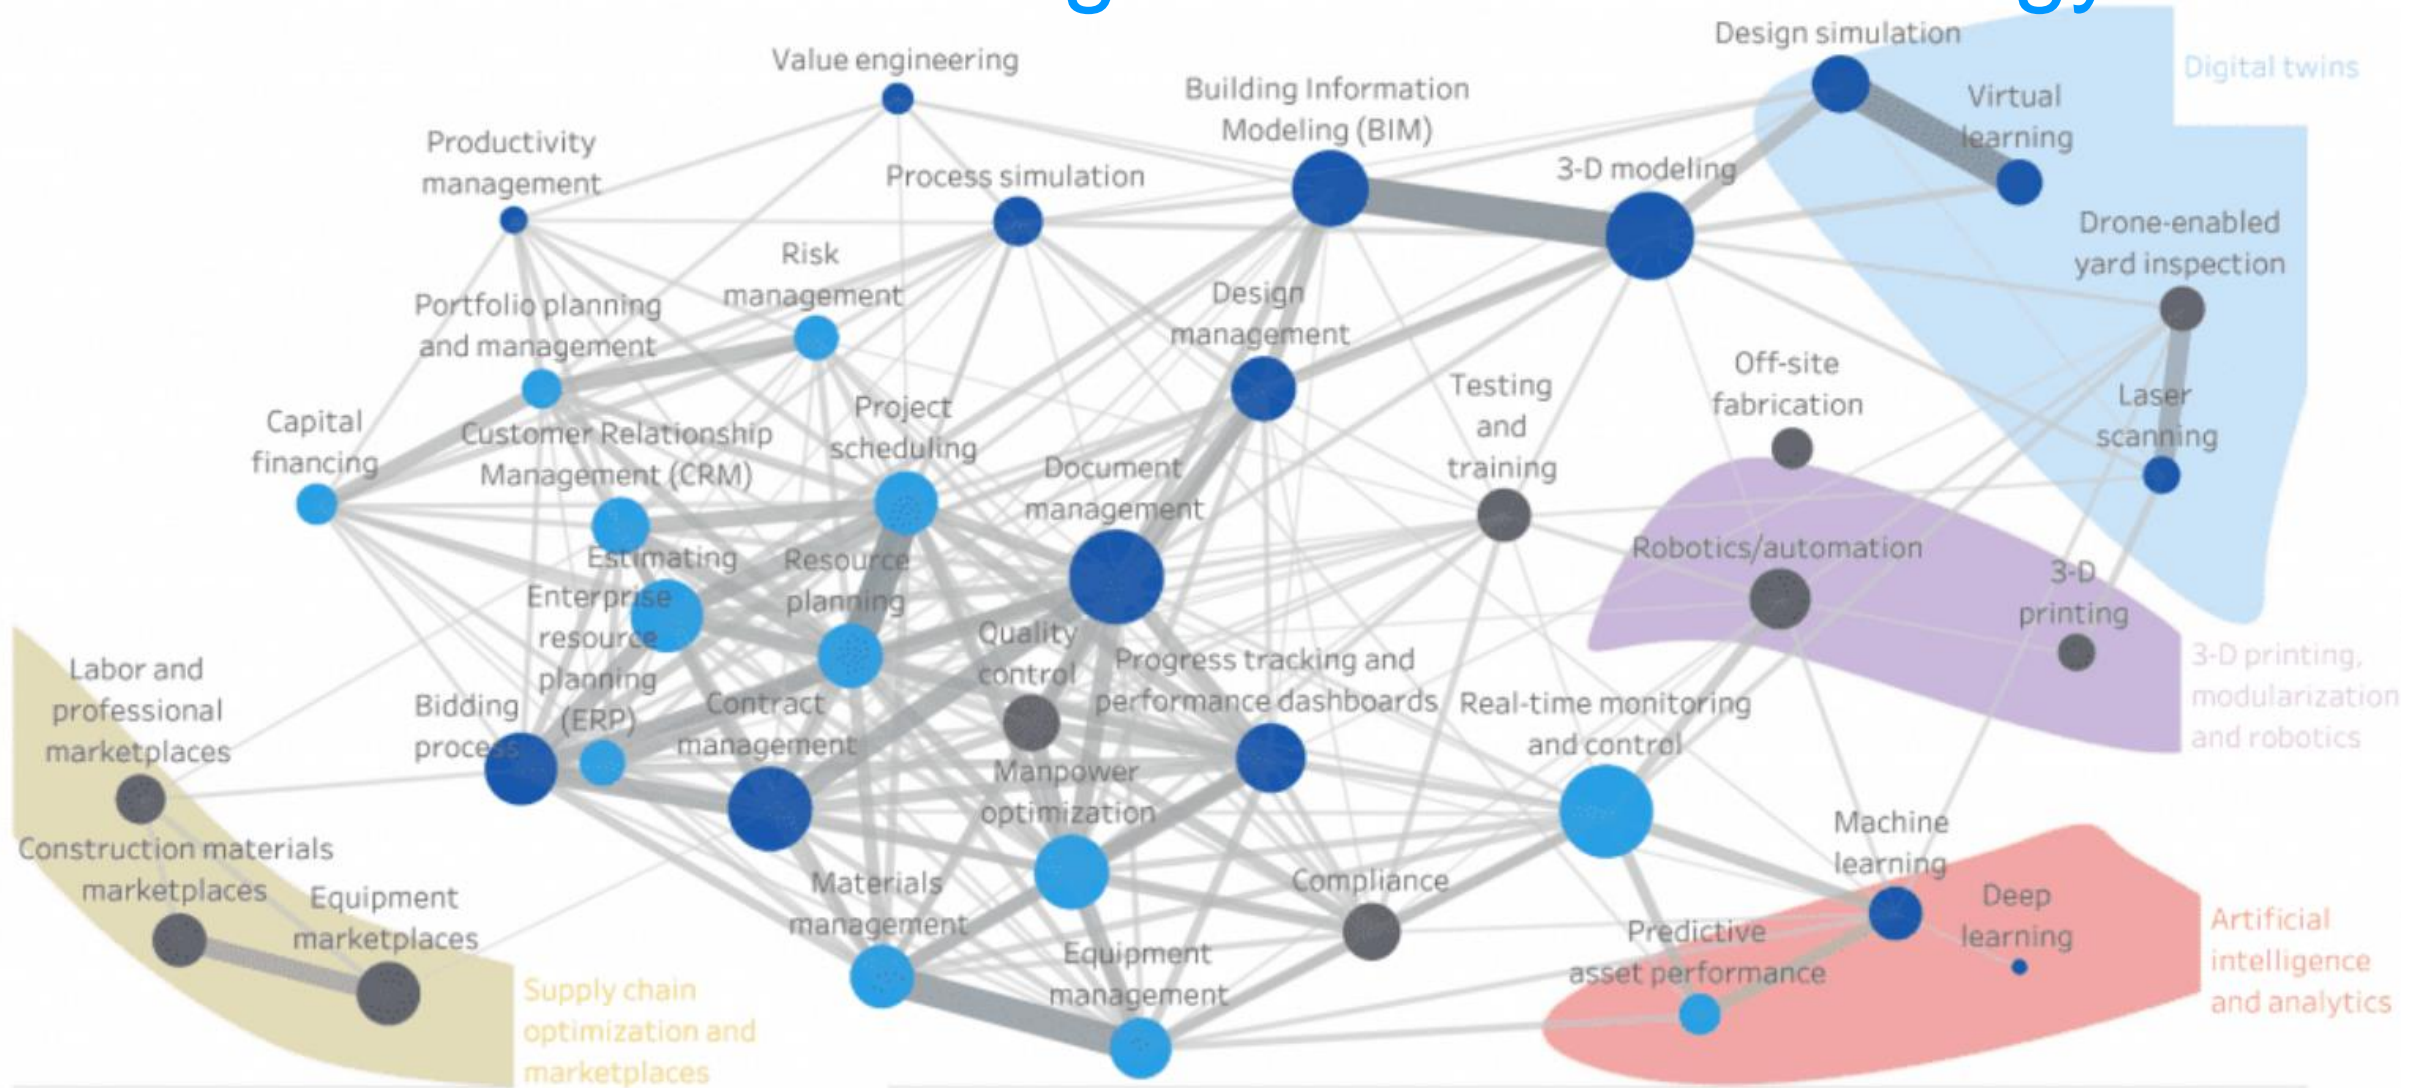 Design simulation
Digital twins
Value engineering
Building Information
Modeling (BIM)
Virtual
learning
Productivity
management
Process simulation
3-D modeling
Drone-enabled
yard inspection
Risk
management
Portfolio planning
and management
Design
management
Off-site
fabrication
Testing
and
training
Laser
scanning
Capital
financing
Customer Relationship
Management (CRM)
Project
scheduling
Document
management
Estimating
Resource
planning
Enterprise
resource
planning
(ERP)
Robotics/automation
3-D
printing
Quality
control
Progress tracking and
performance dashboards
3-D printing,
modularization
and robotics
Labor and
professional
marketplaces
Bidding
process
Contract
management
Real-time monitoring
and control
Manpower
optimization
Machine
learning
Construction materials
marketplaces
Equipment
marketplaces
Materials
management
Compliance
Deep
learning
Predictive
asset performance
Artificial
intelligence
and analytics
Equipment
management
Supply chain
optimization and
marketplaces